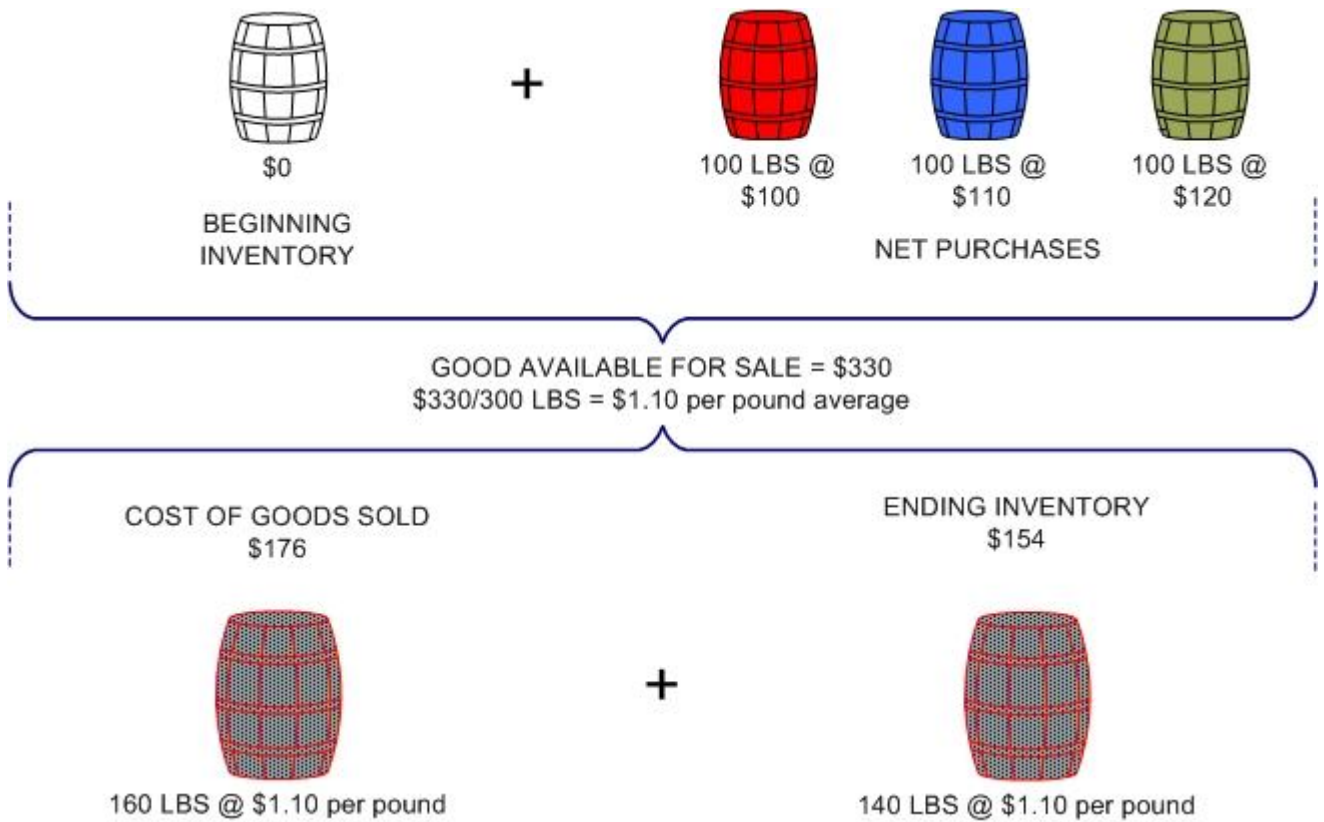 $0
BEGINNING
INVENTORY
+
100 LBS @
$100
100 LBS @
$110
100 LBS @
$120
NET PURCHASES
GOOD AVAILABLE FOR SALE = $330
$330/300 LBS = $1.10 per pound average
COST OF GOODS SOLD
$176
ENDING INVENTORY
$154
+
160 LBS @ $1.10 per pound
140 LBS @ $1.10 per pound